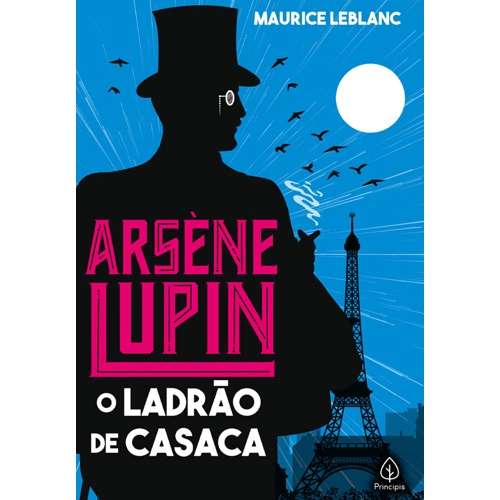 MAURICE LEBLANC
ARSÈNE
LUPIN
O LADRÃO
DE CASACA
Principis